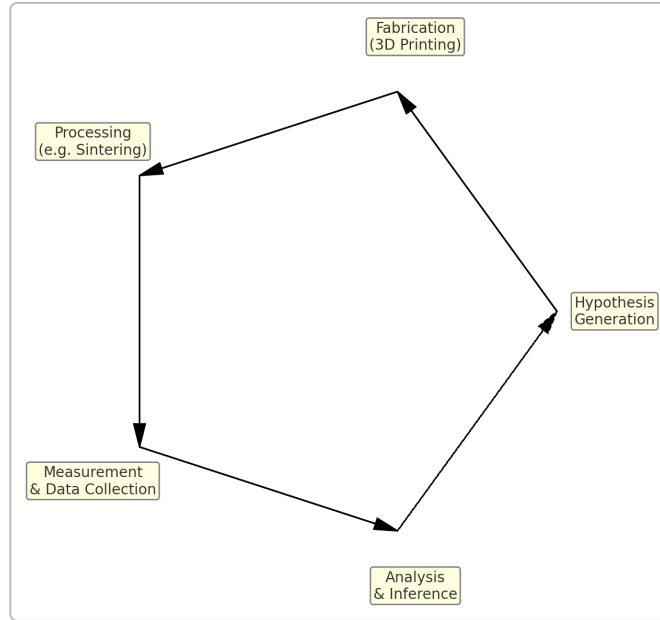 Fabrication
(3D Printing)
Processing
(e.g. Sintering)
Hypothesis
Generation
Measurement
& Data Collection
Analysis
& Inference